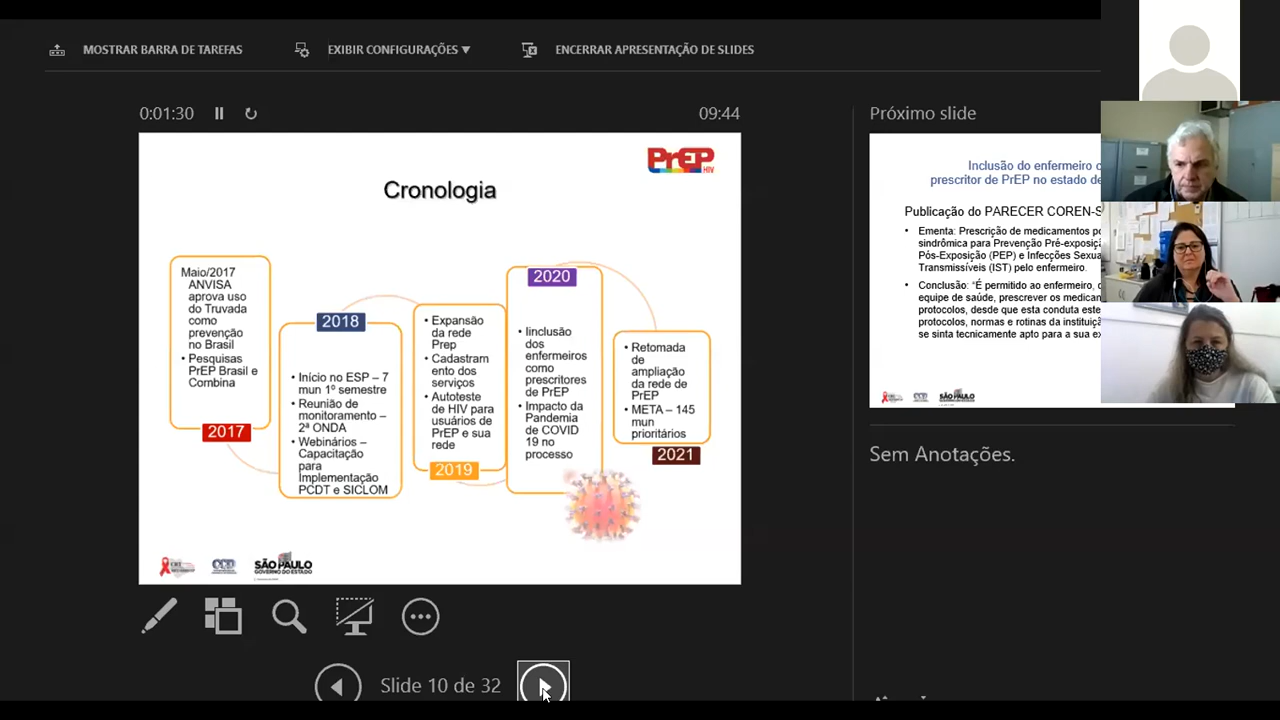 MOSTRAR BARRA DE TAREFAS
EXIBIR CONFIGURAÇÕES ▼
ENCERRAR APRESENTAÇÃO DE SLIDES
0:01:30
09:44
PrEP
HIV
Cronologia
Maio/2017
ANVISA
aprova uso
do Truvada
como
prevenção
no Brasil
• Pesquisas
PrEP Brasil e
Combina
2017
2018
• Início no ESP – 7
mun 1º semestre
• Reunião de
monitoramento –
2ª ONDA
• Webinários –
Capacitação
para
Implementação
PCDT e SICLOM
• Expansão
da rede
Prep
• Cadastram
ento dos
serviços
• Autoteste
de HIV para
usuários de
PrEP e sua
rede
2019
2020
• Iinclusão
dos
enfermeiros
como
prescritores
de PrEP
• Impacto da
Pandemia
de COVID
19 no
processo
• Retomada
de
ampliação
da rede de
PrEP
• META – 145
mun
prioritários
2021
SÃO PAULO
GOVERNO DO ESTADO
Slide 10 de 32
Próximo slide
Inclusão do enfermeiro
prescritor de PrEP no estado de
Publicação do PARECER COREN-S
• Ementa: Prescrição de medicamentos
sindrômica para Prevenção Pré-exposição
Pós-Exposição (PEP) e Infecções
Transmissíveis (IST) pelo enfermeiro.
• Conclusão: “É permitido ao enfermeiro,
equipe de saúde, prescrever os
protocolos, desde que esta conduta
protocolos, normas e rotinas da
se sinta tecnicamente apto para a sua
SÃO PAULO
Sem Anotações.